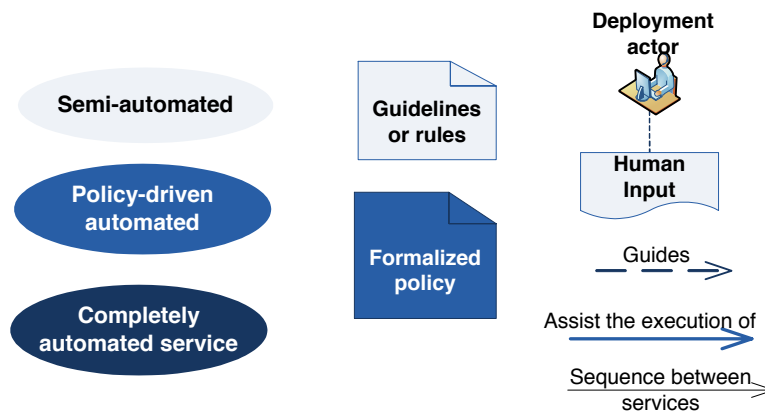 Semi-automated
Policy-driven
automated
Completely
automated service
Guidelines
or rules
Formalized
policy
Deployment
actor
Human
Input
Guides
Assist the execution of
Sequence between
services